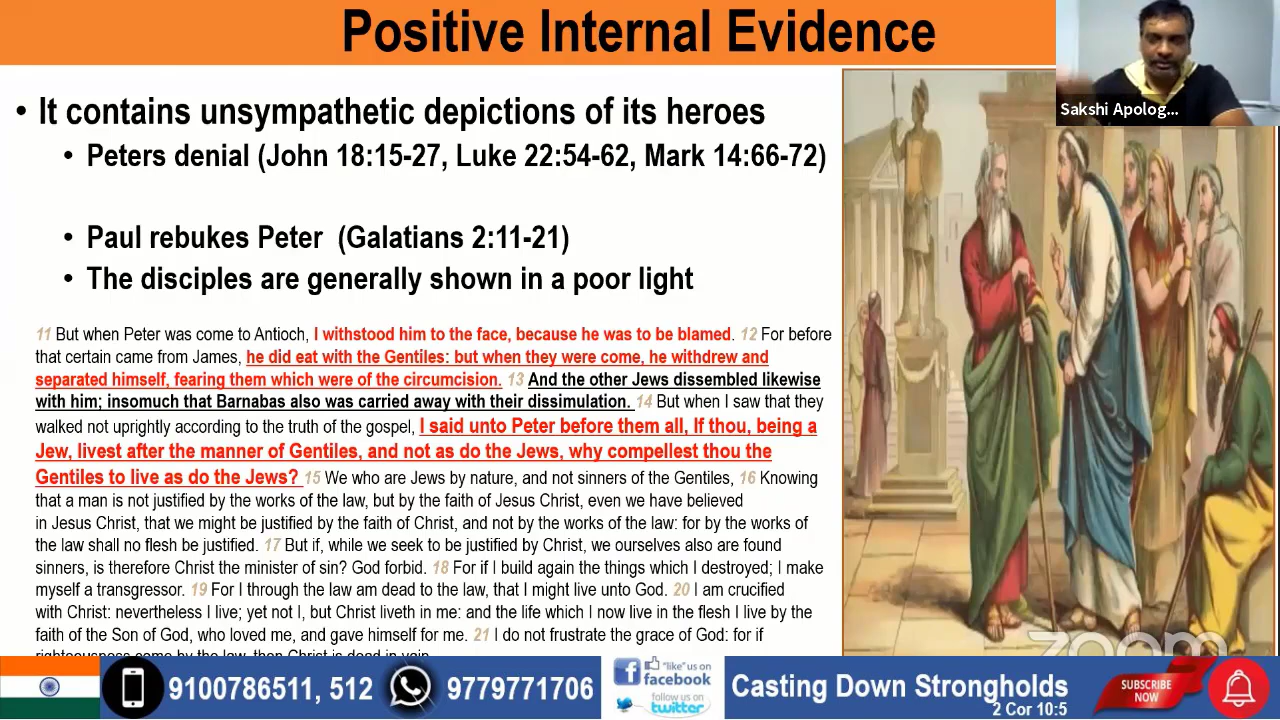 Positive Internal Evidence
Sakshi Apolog...
• It contains unsympathetic depictions of its heroes
• Peters denial (John 18:15-27, Luke 22:54-62, Mark 14:66-72)
• Paul rebukes Peter (Galatians 2:11-21)
• The disciples are generally shown in a poor light
11 But when Peter was come to Antioch, I withstood him to the face, because he was to be blamed. 12 For before
that certain came from James, he did eat with the Gentiles: but when they were come, he withdrew and
separated himself, fearing them which were of the circumcision. 13 And the other Jews dissembled likewise
with him; insomuch that Barnabas also was carried away with their dissimulation. 14 But when I saw that they
walked not uprightly according to the truth of the gospel, I said unto Peter before them all, If thou, being a
Jew, livest after the manner of Gentiles, and not as do the Jews, why compellest thou the
Gentiles to live as do the Jews? 15 We who are Jews by nature, and not sinners of the Gentiles, 16 Knowing
that a man is not justified by the works of the law, but by the faith of Jesus Christ, even we have believed
in Jesus Christ, that we might be justified by the faith of Christ, and not by the works of the law: for by the works of
the law shall no flesh be justified. 17 But if, while we seek to be justified by Christ, we ourselves also are found
sinners, is therefore Christ the minister of sin? God forbid. 18 For if I build again the things which I destroyed; I make
myself a transgressor. 19 For I through the law am dead to the law, that I might live unto God. 20 I am crucified
with Christ: nevertheless I live; yet not I, but Christ liveth in me: and the life which I now live in the flesh I live by the
faith of the Son of God, who loved me, and gave himself for me. 21 I do not frustrate the grace of God: for if
righteousness come by the law, then Christ is dead in vain
zoom
9100786511, 512
9779771706
"like" us on
facebook
follow us on
twitter
Casting Down Strongholds
2 Cor 10:5
SUBSCRIBE
NOW